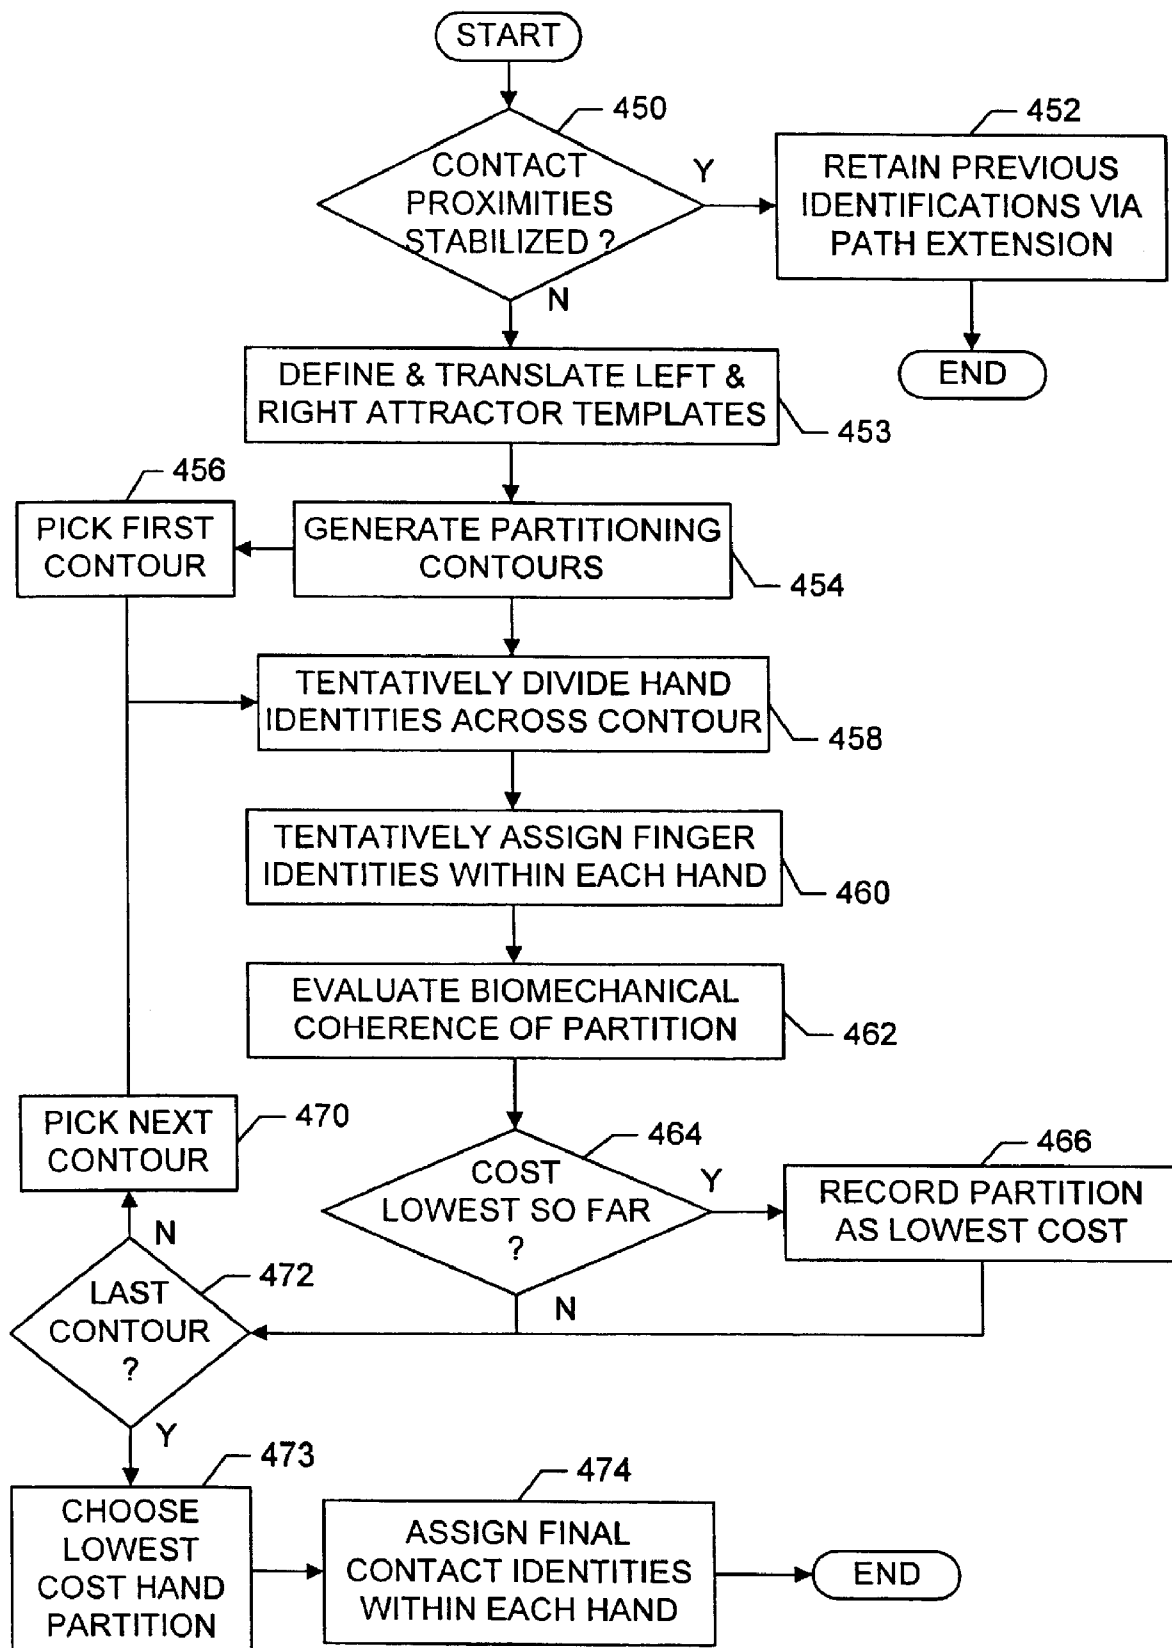 START
450
CONTACT
PROXIMITIES
STABILIZED ?
Y
N
452
RETAIN PREVIOUS
IDENTIFICATIONS VIA
PATH EXTENSION
END
DEFINE & TRANSLATE LEFT &
RIGHT ATTRACTOR TEMPLATES
453
456
PICK FIRST
CONTOUR
GENERATE PARTITIONING
CONTOURS
454
TENTATIVELY DIVIDE HAND
IDENTITIES ACROSS CONTOUR
458
TENTATIVELY ASSIGN FINGER
IDENTITIES WITHIN EACH HAND
460
EVALUATE BIOMECHANICAL
COHERENCE OF PARTITION
462
PICK NEXT
CONTOUR
470
464
COST
LOWEST SO FAR
?
Y
N
466
RECORD PARTITION
AS LOWEST COST
N
472
LAST
CONTOUR
?
Y
473
CHOOSE
LOWEST
COST HAND
PARTITION
474
ASSIGN FINAL
CONTACT IDENTITIES
WITHIN EACH HAND
END